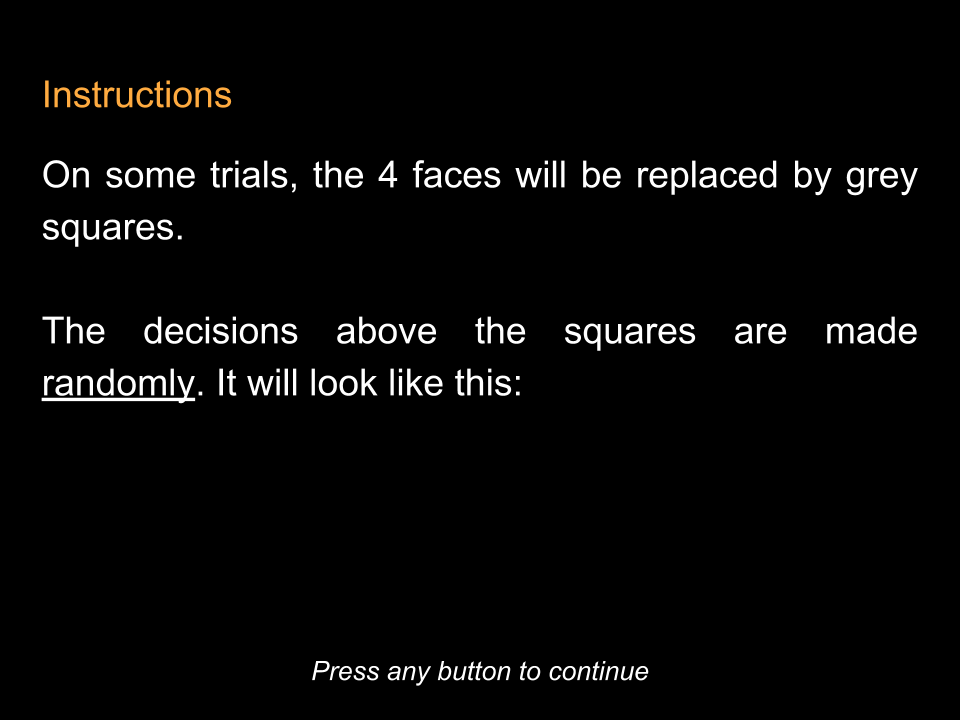 Instructions
On some trials, the 4 faces will be replaced by grey
squares.
The decisions above the squares are made
randomly. It will look like this:
Press any button to continue